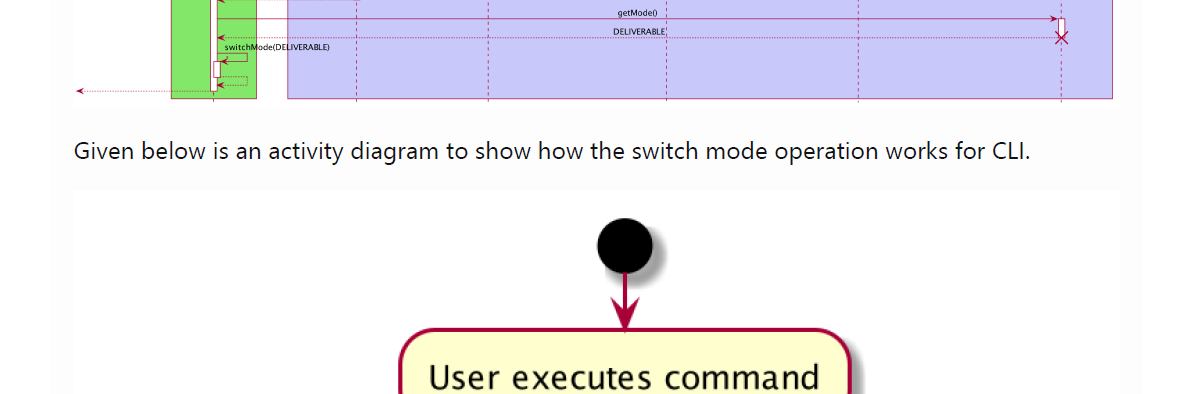 getMode()
DELIVERABLE
switchMode(DELIVERABLE)
Given below is an activity diagram to show how the switch mode operation works for CLI.
User executes command